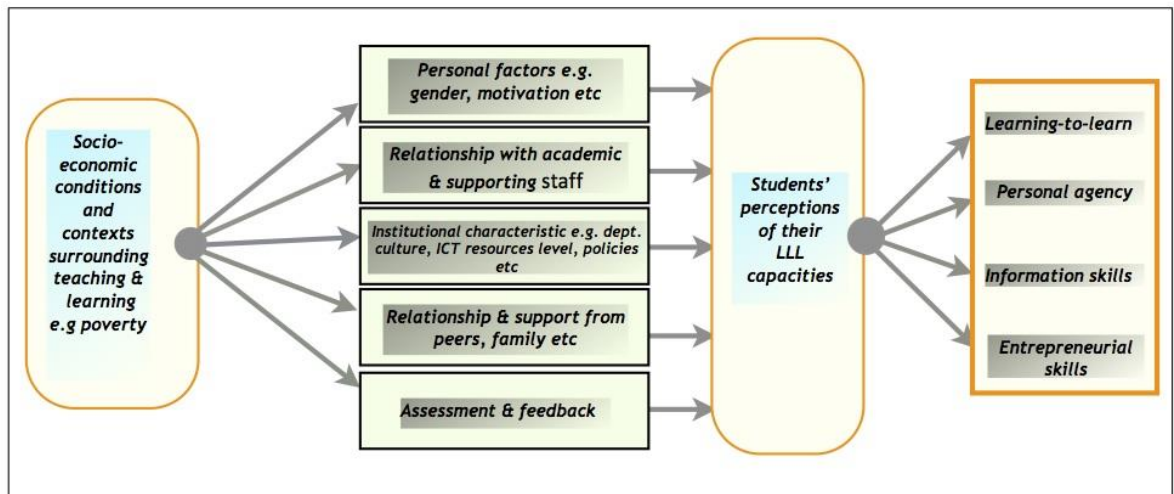 Socio-
economic
conditions
and
contexts
surrounding
teaching &
learning
e.g poverty
Personal factors e.g.
gender, motivation etc
Relationship with academic
& supporting staff
Institutional characteristic e.g. dept.
culture, ICT resources level, policies
etc
Relationship & support from
peers, family etc
Assessment & feedback
Students’
perceptions
of their
LLL
capacities
Learning-to-learn
Personal agency
Information skills
Entrepreneurial
skills